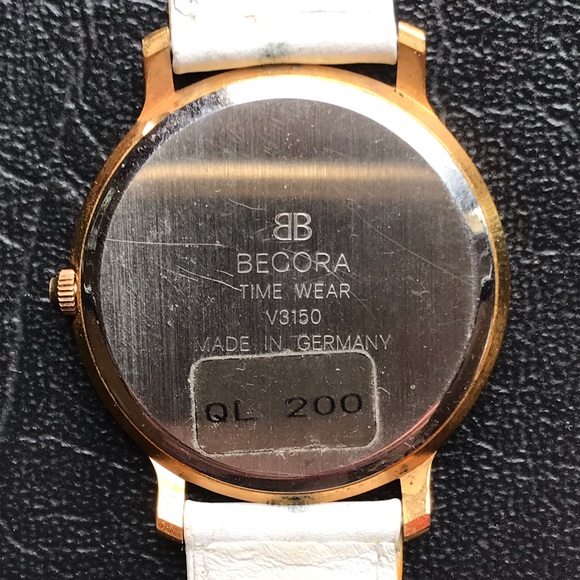 BB
BECORA
TIME WEAR
V3150
MADE IN GERMANY
QL 200